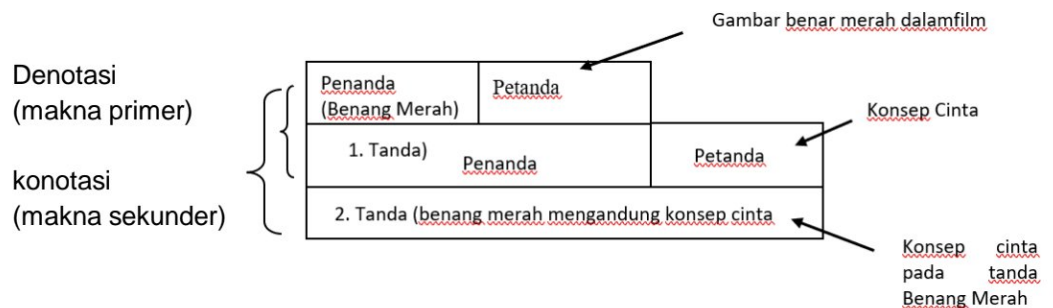 Gambar benar merah dalamfilm
Denotasi
(makna primer)
Penanda
(Benang Merah)
Petanda
Konsep Cinta
1. Tanda)
Penanda
Petanda
konotasi
(makna sekunder)
2. Tanda (benang merah mengandung konsep cinta
Konsep cinta
pada tanda
Benang Merah